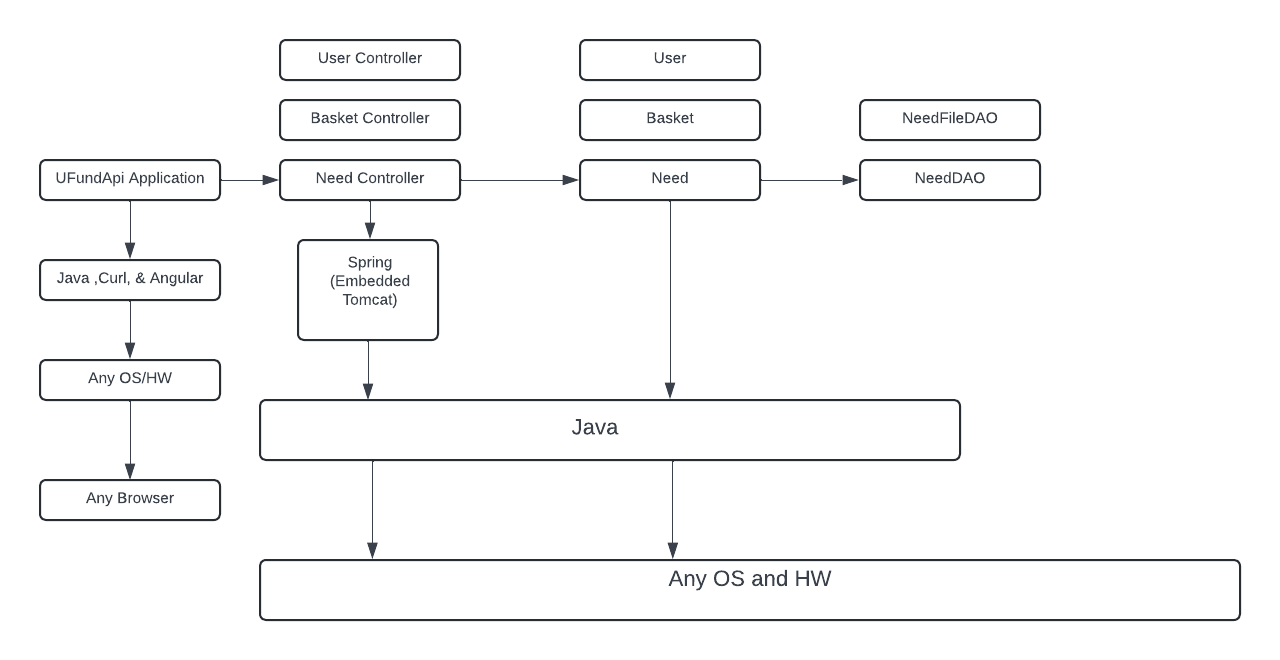 User Controller
User
Basket Controller
Basket
NeedFileDAO
UFundApi Application
Need Controller
Need
NeedDAO
Spring
(Embedded
Tomcat)
Java ,Curl, & Angular
Any OS/HW
Java
Any Browser
Any OS and HW